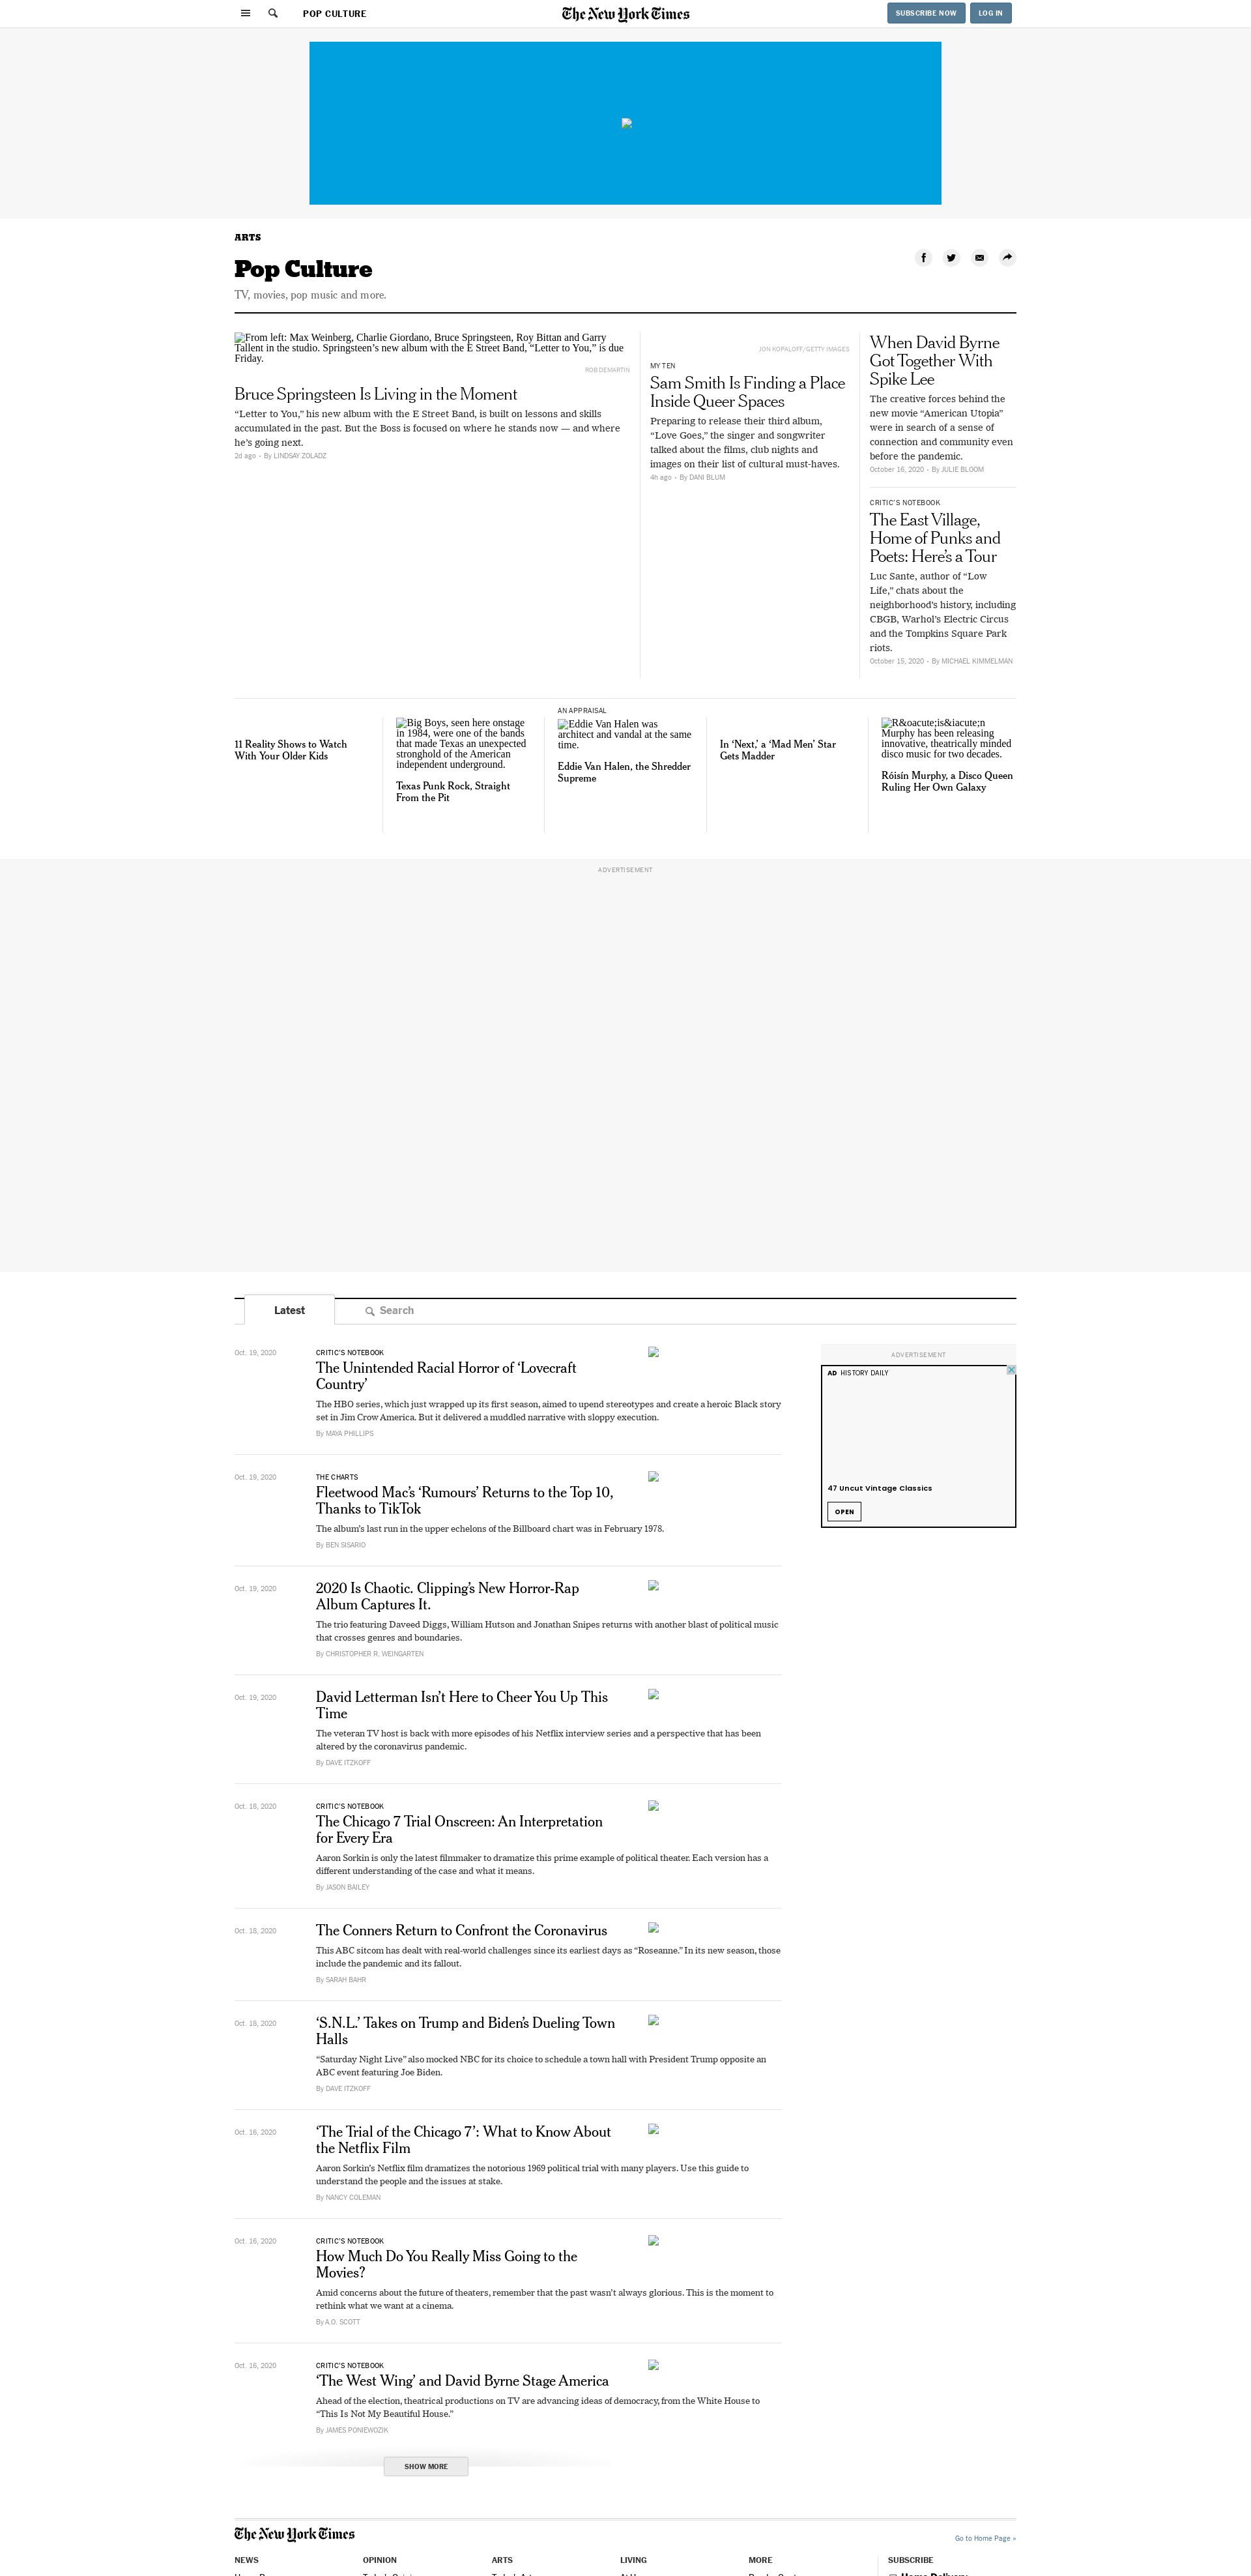 POP CULTURE
The New York Times
SUBSCRIBE NOW
LOG IN
ARTS
Pop Culture
TV, movies, pop music and more.
From left: Max Weinberg, Charlie Giordano, Bruce Springsteen, Roy Bittan and Garry
Tallent in the studio. Springsteen’s new album with the E Street Band, “Letter to You,” is due
Friday.
ROB DEMARTIN
Bruce Springsteen Is Living in the Moment
“Letter to You,” his new album with the E Street Band, is built on lessons and skills
accumulated in the past. But the Boss is focused on where he stands now — and where
he’s going next.
2d ago • By LINDSAY ZOLADZ
JON KOPALOFF/GETTY IMAGES
MY TEN
Sam Smith Is Finding a Place
Inside Queer Spaces
Preparing to release their third album,
“Love Goes,” the singer and songwriter
talked about the films, club nights and
images on their list of cultural must-haves.
4h ago • By DANI BLUM
When David Byrne
Got Together With
Spike Lee
The creative forces behind the
new movie “American Utopia”
were in search of a sense of
connection and community even
before the pandemic.
October 16, 2020 • By JULIE BLOOM
CRITIC’S NOTEBOOK
The East Village,
Home of Punks and
Poets: Here’s a Tour
Luc Sante, author of “Low
Life,” chats about the
neighborhood’s history, including
CBGB, Warhol’s Electric Circus
and the Tompkins Square Park
riots.
October 15, 2020 • By MICHAEL KIMMELMAN
11 Reality Shows to Watch
With Your Older Kids
Big Boys, seen here onstage
in 1984, were one of the bands
that made Texas an unexpected
stronghold of the American
independent underground.
Texas Punk Rock, Straight
From the Pit
AN APPRAISAL
Eddie Van Halen was
architect and vandal at the same
time.
Eddie Van Halen, the Shredder
Supreme
In ‘Next,’ a ‘Mad Men’ Star
Gets Madder
R&oacute;is&iacute;n
Murphy has been releasing
innovative, theatrically minded
disco music for two decades.
Róisín Murphy, a Disco Queen
Ruling Her Own Galaxy
ADVERTISEMENT
Latest
Search
Oct. 19, 2020
CRITIC’S NOTEBOOK
The Unintended Racial Horror of ‘Lovecraft
Country’
The HBO series, which just wrapped up its first season, aimed to upend stereotypes and create a heroic Black story
set in Jim Crow America. But it delivered a muddled narrative with sloppy execution.
By MAYA PHILLIPS
ADVERTISEMENT
AD HISTORY DAILY
47 Uncut Vintage Classics
OPEN
Oct. 19, 2020
THE CHARTS
Fleetwood Mac’s ‘Rumours’ Returns to the Top 10,
Thanks to TikTok
The album’s last run in the upper echelons of the Billboard chart was in February 1978.
By BEN SISARIO
Oct. 19, 2020
2020 Is Chaotic. Clipping’s New Horror-Rap
Album Captures It.
The trio featuring Daveed Diggs, William Hutson and Jonathan Snipes returns with another blast of political music
that crosses genres and boundaries.
By CHRISTOPHER R. WEINGARTEN
Oct. 19, 2020
David Letterman Isn’t Here to Cheer You Up This
Time
The veteran TV host is back with more episodes of his Netflix interview series and a perspective that has been
altered by the coronavirus pandemic.
By DAVE ITZKOFF
Oct. 18, 2020
CRITIC’S NOTEBOOK
The Chicago 7 Trial Onscreen: An Interpretation
for Every Era
Aaron Sorkin is only the latest filmmaker to dramatize this prime example of political theater. Each version has a
different understanding of the case and what it means.
By JASON BAILEY
Oct. 18, 2020
The Conners Return to Confront the Coronavirus
This ABC sitcom has dealt with real-world challenges since its earliest days as “Roseanne.” In its new season, those
include the pandemic and its fallout.
By SARAH BAHR
Oct. 18, 2020
‘S.N.L.’ Takes on Trump and Biden’s Dueling Town
Halls
“Saturday Night Live” also mocked NBC for its choice to schedule a town hall with President Trump opposite an
ABC event featuring Joe Biden.
By DAVE ITZKOFF
Oct. 16, 2020
‘The Trial of the Chicago 7’: What to Know About
the Netflix Film
Aaron Sorkin’s Netflix film dramatizes the notorious 1969 political trial with many players. Use this guide to
understand the people and the issues at stake.
By NANCY COLEMAN
Oct. 16, 2020
CRITIC’S NOTEBOOK
How Much Do You Really Miss Going to the
Movies?
Amid concerns about the future of theaters, remember that the past wasn’t always glorious. This is the moment to
rethink what we want at a cinema.
By A.O. SCOTT
Oct. 16, 2020
CRITIC’S NOTEBOOK
‘The West Wing’ and David Byrne Stage America
Ahead of the election, theatrical productions on TV are advancing ideas of democracy, from the White House to
“This Is Not My Beautiful House.”
By JAMES PONIEWOZIK
SHOW MORE
The New York Times
Go to Home Page »
NEWS
OPINION
ARTS
LIVING
MORE
SUBSCRIBE